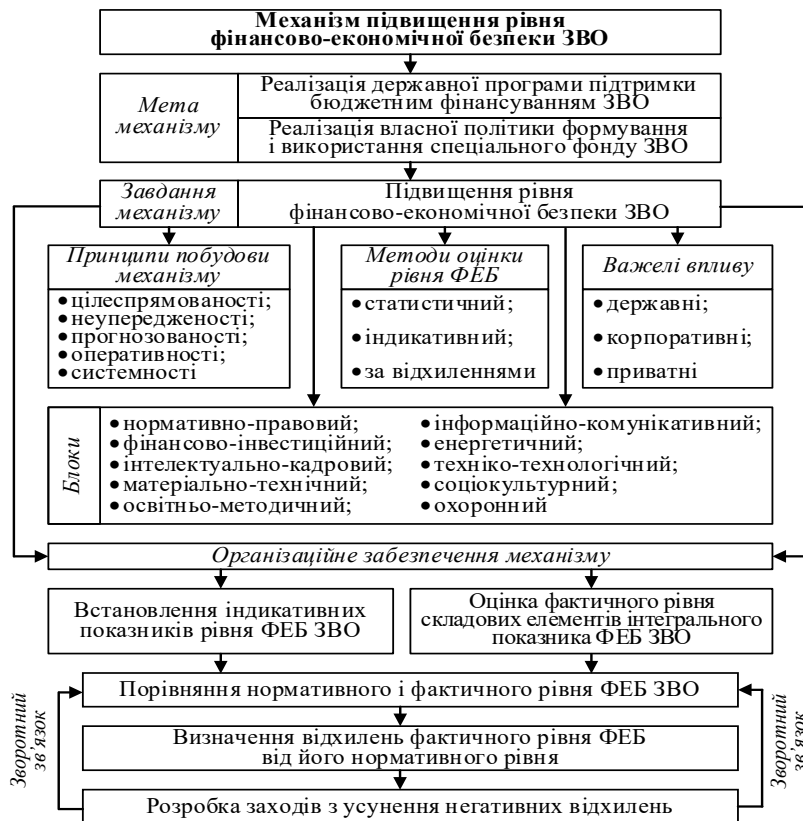 Механізм підвищення рівня
фінансово-економічної безпеки ЗВО
Мета
механізму
Реалізація державної програми підтримки
бюджетним фінансуванням ЗВО
Реалізація власної політики формування
і використання спеціального фонду ЗВО
Завдання
механізму
Підвищення рівня
фінансово-економічної безпеки ЗВО
Принципи побудови
механізму
• цілеспрямованості;
• неупередженості;
• прогнозованості;
• оперативності;
• системності
Методи оцінки
рівня ФЕБ
• статистичний;
• індикативний;
• за відхиленнями
Важелі впливу
• державні;
• корпоративні;
• приватні
Блоки
• нормативно-правовий;
• фінансово-інвестиційний;
• інтелектуально-кадровий;
• матеріально-технічний;
• освітньо-методичний;
• інформаційно-комунікативний;
• енергетичний;
• техніко-технологічний;
• соціокультурний;
• охоронний
Організаційне забезпечення механізму
Встановлення індикативних
показників рівня ФЕБ ЗВО
Оцінка фактичного рівня
складових елементів інтегрального
показника ФЕБ ЗВО
Порівняння нормативного і фактичного рівня ФЕБ ЗВО
Визначення відхилень фактичного рівня ФЕБ
від його нормативного рівня
Розробка заходів з усунення негативних відхилень
Зворотний
зв’язок
Зворотний
зв’язок